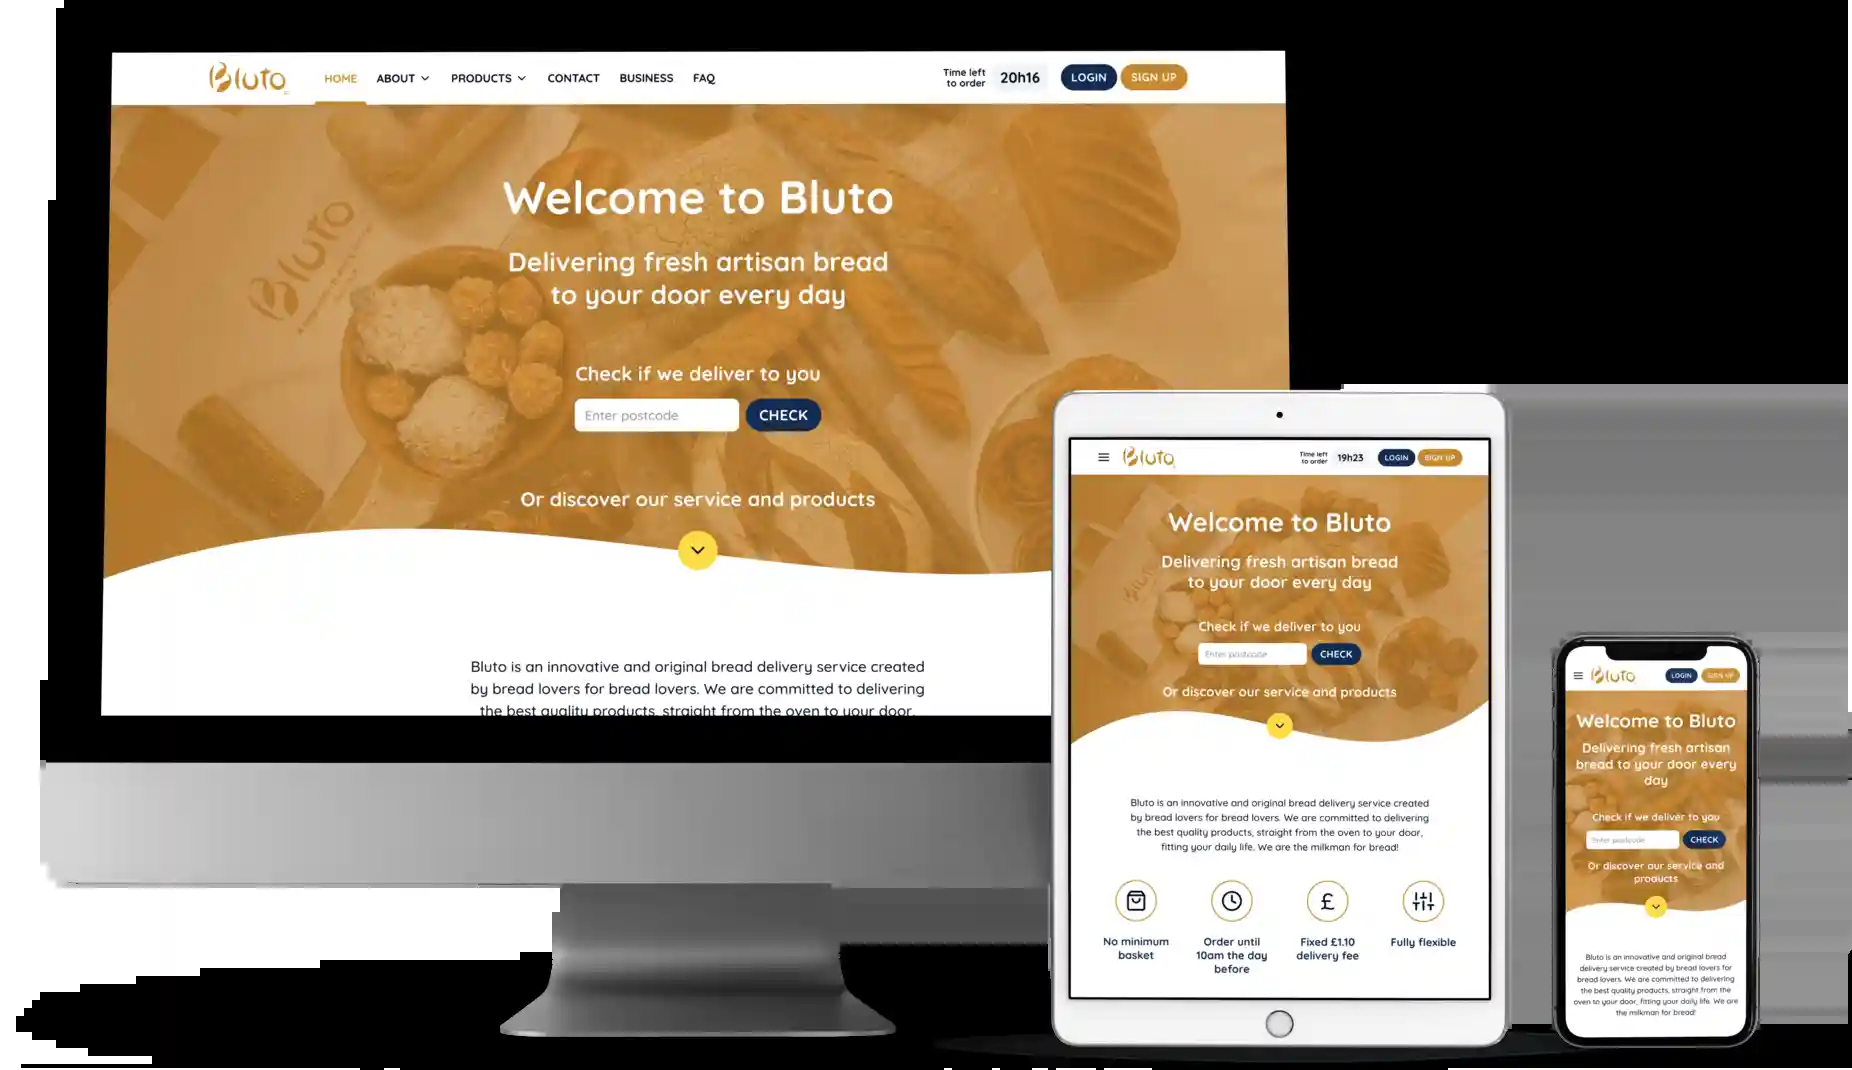 Bluto
HOME
ABOUT
PRODUCTS
CONTACT
BUSINESS
FAQ
Time left
to order
20h16
LOGIN
SIGN UP
Bluto
Welcome to Bluto
Delivering fresh artisan bread
to your door every day
Check if we deliver to you
Enter postcode
CHECK
Or discover our service and products
Bluto is an innovative and original bread delivery service created
by bread lovers for bread lovers. We are committed to delivering
the best quality products, straight from the oven to your door,
Bluto
Time left
to order
19h23
LOGIN
SIGN UP
Bluto
Welcome to Bluto
Delivering fresh artisan bread
to your door every day
Check if we deliver to you
Enter postcode
CHECK
Or discover our service and products
Bluto is an innovative and original bread delivery service created
by bread lovers for bread lovers. We are committed to delivering
the best quality products, straight from the oven to your door,
fitting your daily life. We are the milkman for bread!
£
No minimum
basket
Order until
10am the day
before
Fixed £1.10
delivery fee
Fully flexible
Bluto
LOGIN
SIGN UP
Welcome to Bluto
Delivering fresh artisan
bread to your door every
day
Check if we deliver to you
Enter postcode
CHECK
Or discover our service and
products
Bluto is an innovative and original bread
delivery service created by bread lovers for
bread lovers. We are committed to delivering
the best quality products, straight from the
oven to your door, fitting your daily life. We are
the milkman for bread!